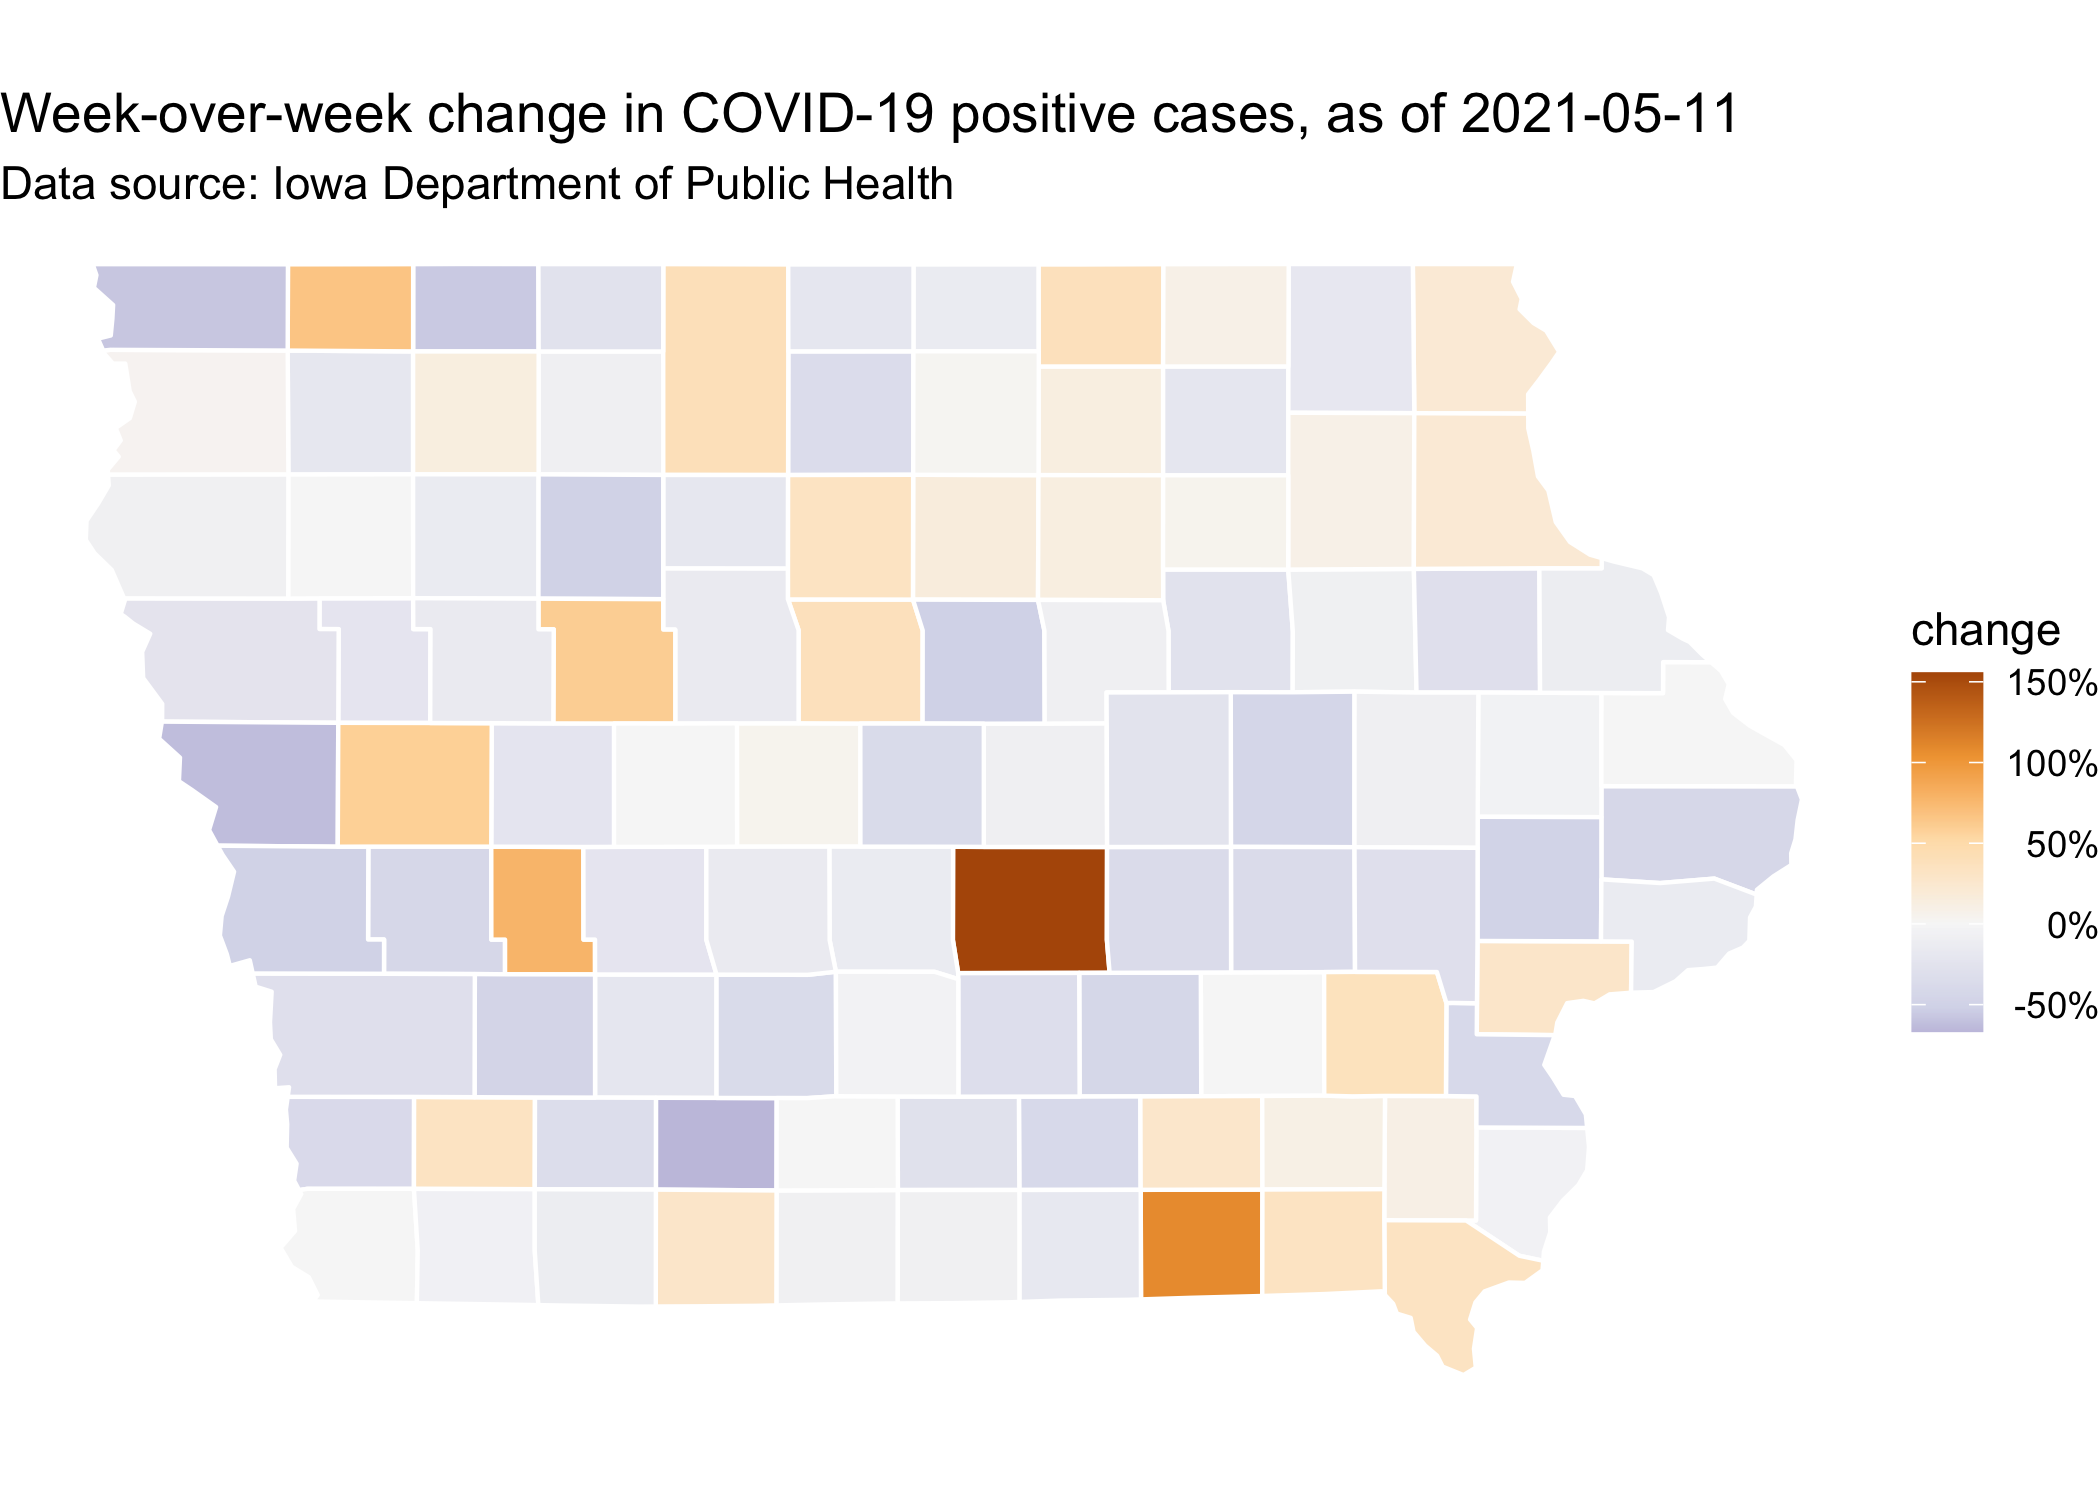 Week-over-week change in COVID-19 positive cases, as of 2021-05-11
Data source: Iowa Department of Public Health
change
150%
100%
50%
0%
-50%